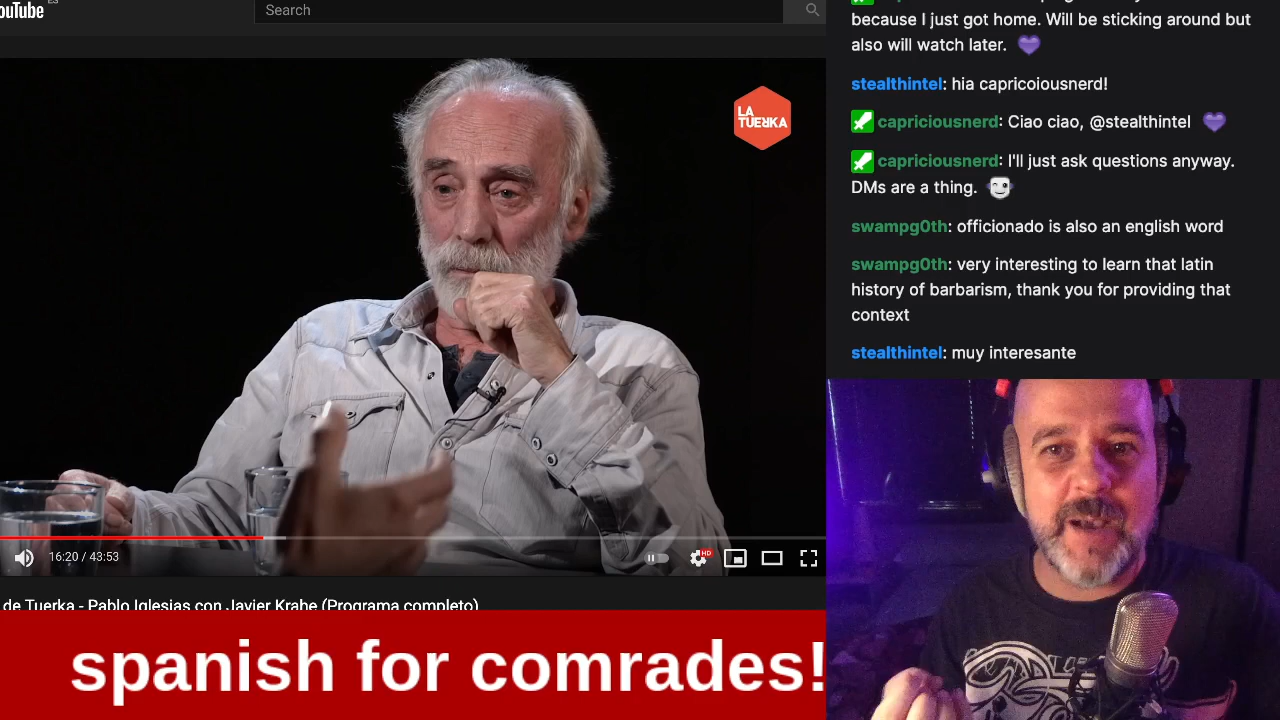 ouTube
ES
Search
LA
TUERKA
because I just got home. Will be sticking around but
also will watch later.
stealthintel: hia capricoiousnerd!
capriciousnerd: Ciao ciao, @stealthintel
capriciousnerd: I'll just ask questions anyway.
DMs are a thing.
swampg0th: officionado is also an english word
swampg0th: very interesting to learn that latin
history of barbarism, thank you for providing that
context
stealthintel: muy interesante
16:20 / 43:53
HD
de Tuerka - Pablo Iglesias con Javier Krahe (Programa completo)
spanish for comrades!